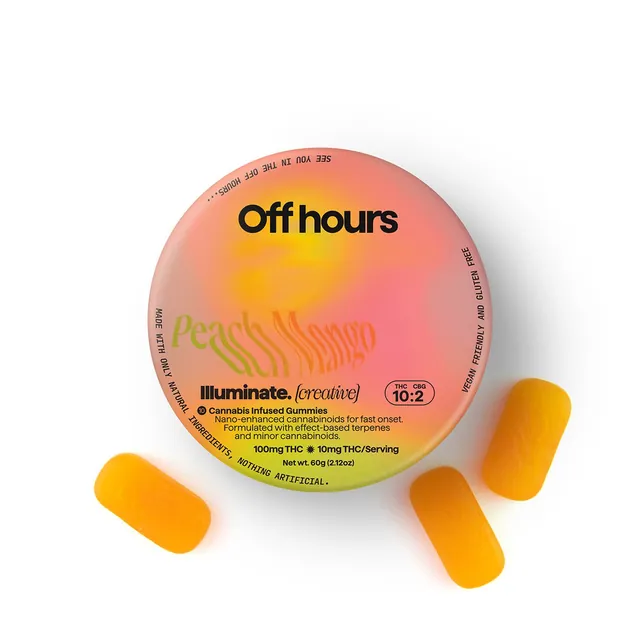 SEE YOU IN THE OFF HOURS...
Off hours
Peach Mango
Illuminate. [creative]
THC CBG
10:2
10 Cannabis Infused Gummies
Nano-enhanced cannabinoids for fast onset.
Formulated with effect-based terpenes
and minor cannabinoids.
100mg THC ✹ 10mg THC/Serving
Net wt. 60g (2.12oz)
MADE WITH ONLY NATURAL INGREDIENTS, NOTHING ARTIFICIAL.
VEGAN FRIENDLY AND GLUTEN FREE